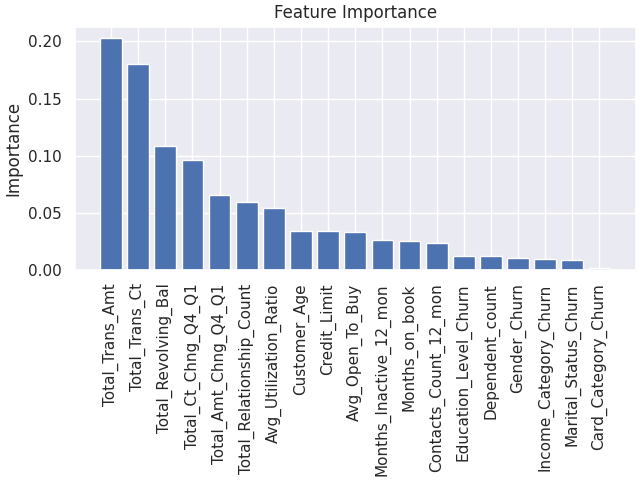 Feature Importance
Importance
0.20
0.15
0.10
0.05
0.00
Total_Trans_Amt
Total_Trans_Ct
Total_Revolving_Bal
Total_Ct_Chng_Q4_Q1
Total_Amt_Chng_Q4_Q1
Total_Relationship_Count
Avg_Utilization_Ratio
Customer_Age
Credit_Limit
Avg_Open_To_Buy
Months_Inactive_12_mon
Months_on_book
Contacts_Count_12_mon
Education_Level_Churn
Dependent_count
Gender_Churn
Income_Category_Churn
Marital_Status_Churn
Card_Category_Churn